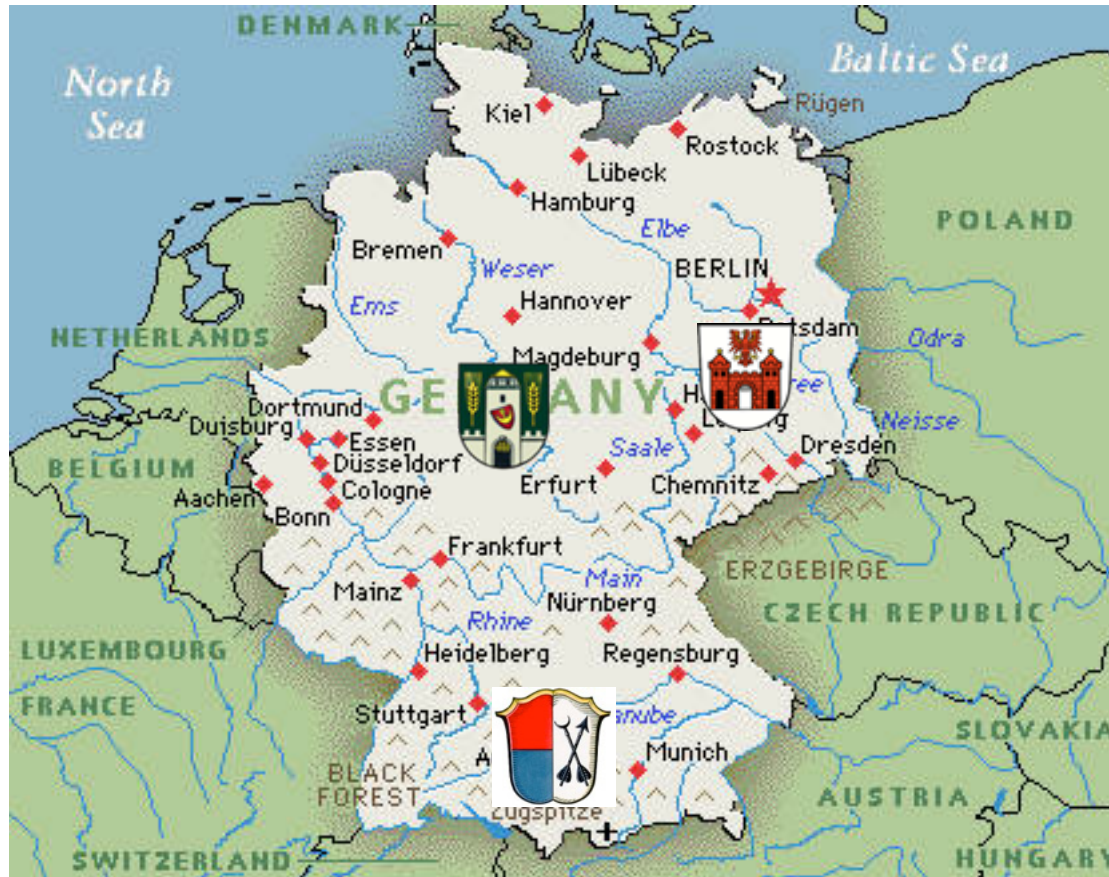 DENMARK
Baltic Sea
North
Sea
Rügen
Kiel
Rostock
Lübeck
Hamburg
POLAND
Elbe
Bremen
Weser
BERLIN
Ems
Hannover
NETHERLANDS
Odra
Magdeburg
GE
ANY
Dortmund
Duisburg
Essen
Neisse
BELGIUM
Düsseldorf
Saale
Dresden
Aachen
Cologne
Erfurt
Chemnitz
Bonn
Frankfurt
ERZGEBIRGE
Mainz
Main
Nürnberg
CZECH REPUBLIC
Rhine
LUXEMBOURG
Heidelberg
Regensburg
FRANCE
Stuttgart
anube
SLOVAKIA
Munich
BLACK
FOREST
AUSTRIA
Zugspitze
SWITZERLAND
HUNGARY